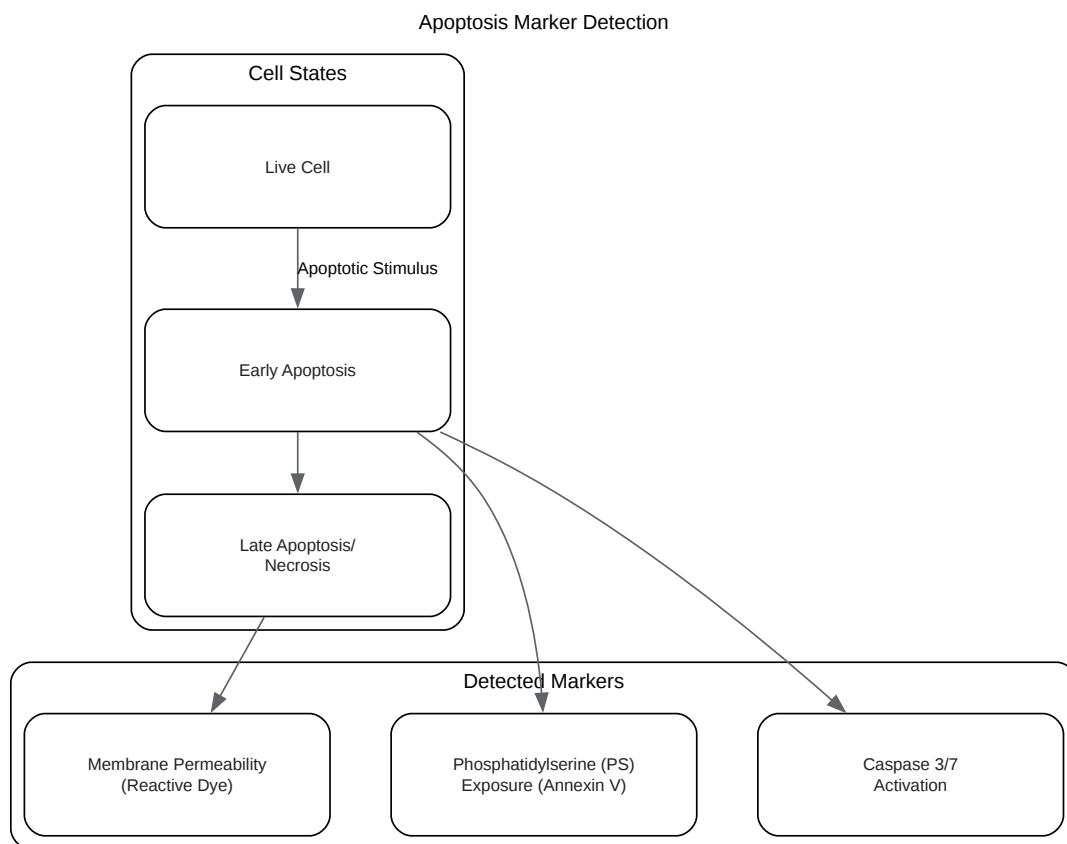 Apoptosis Marker Detection
Cell States
Live Cell
Apoptotic Stimulus
Early Apoptosis
Late Apoptosis/
Necrosis
Detected Markers
Membrane Permeability
(Reactive Dye)
Phosphatidylserine (PS)
Exposure (Annexin V)
Caspase 3/7
Activation